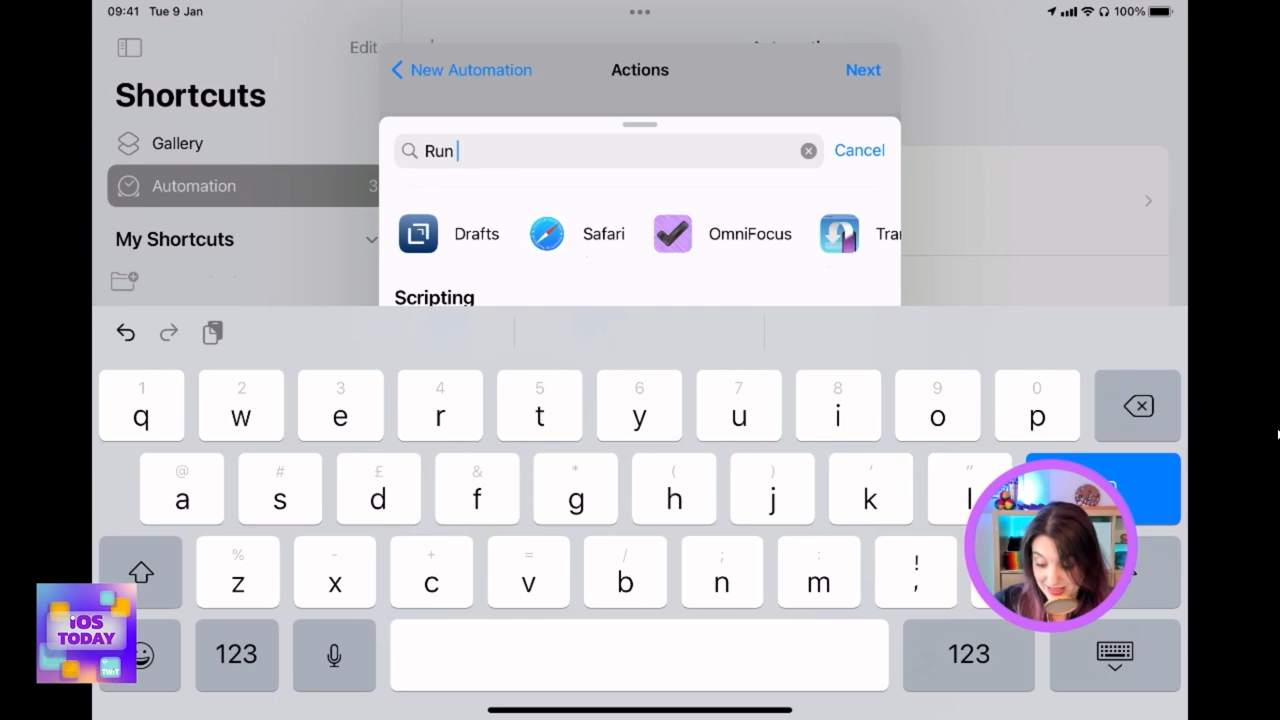 09:41 Tue 9 Jan
100%
Edit
New Automation
Actions
Next
Shortcuts
Run
Cancel
Gallery
Automation
3
Drafts
Safari
OmniFocus
Tra
My Shortcuts
Scripting
1 2 3 4 5 6 7 8 9 0
q w e r t y u i o p
@ # £ & * ( ) ' "
a s d f g h j k l
% - + = / ; : !
z x c v b n m ,
123
123
iOS
TODAY
TWiT